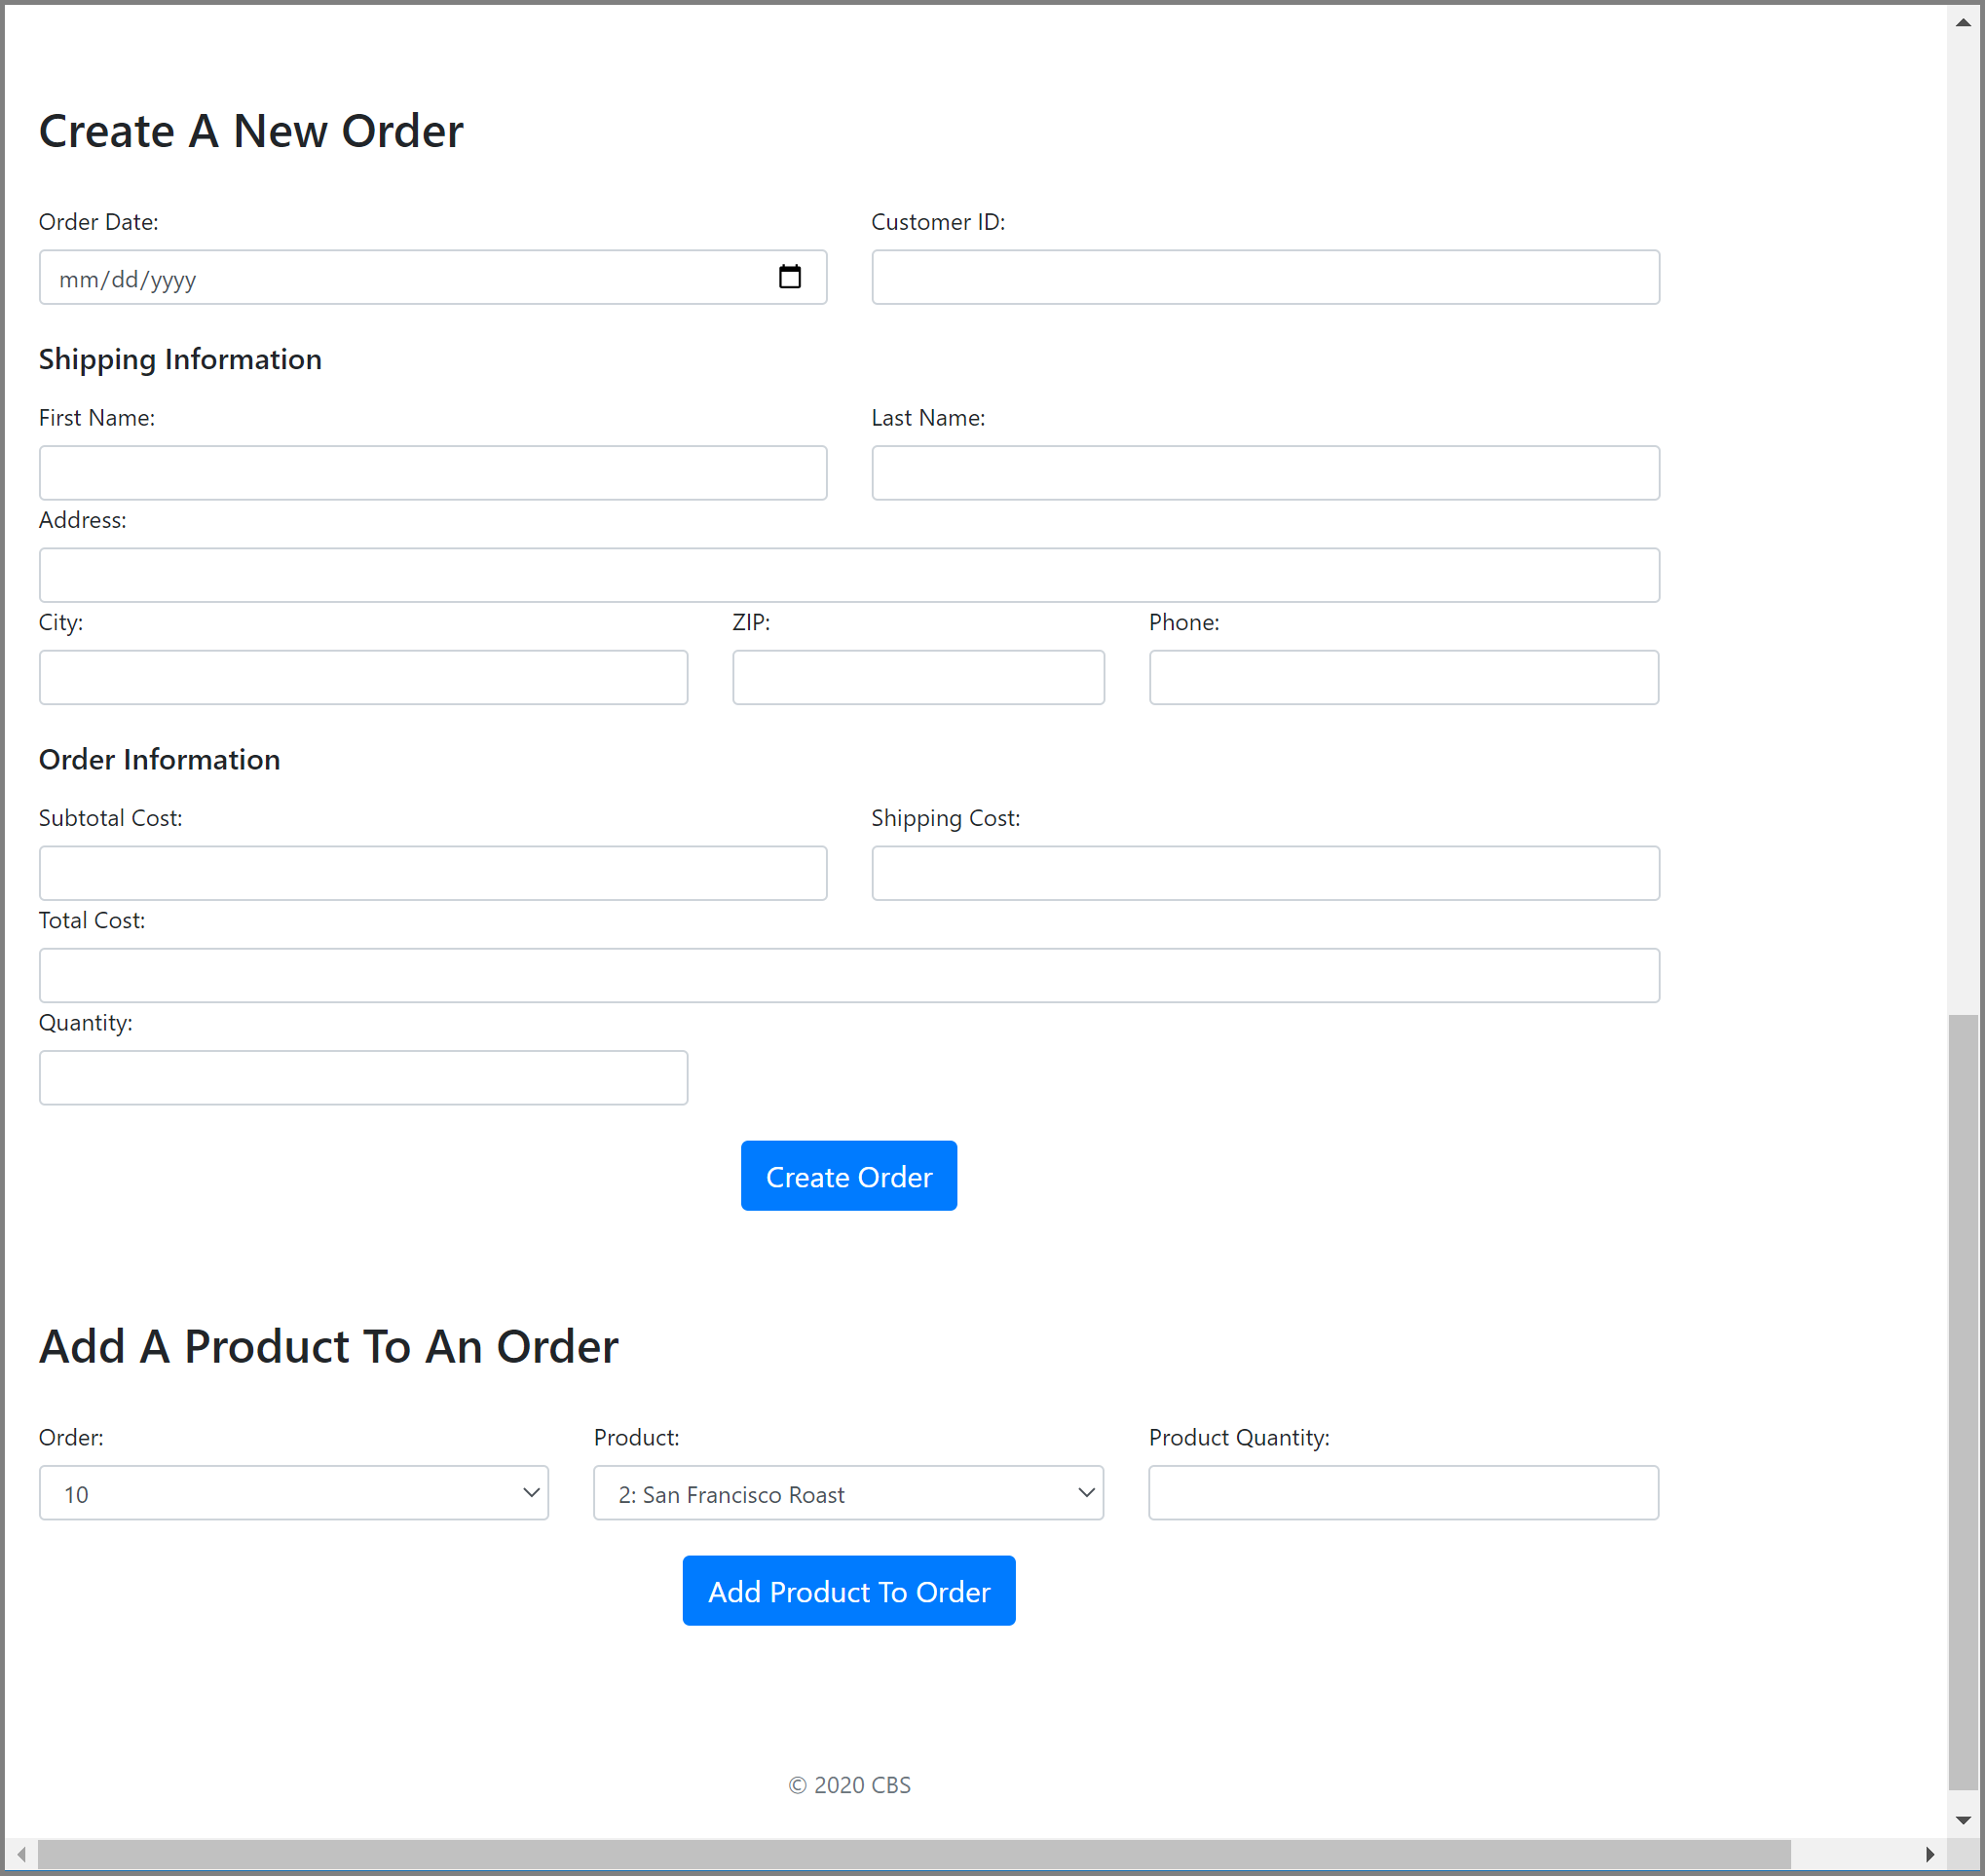 Create A New Order
Order Date: Customer ID:
mm/dd/yyyy
Shipping Information
First Name: Last Name:
Address:
City: ZIP: Phone:
Order Information
Subtotal Cost: Shipping Cost:
Total Cost:
Quantity:
Create Order
Add A Product To An Order
Order: Product: Product Quantity:
10 2: San Francisco Roast
Add Product To Order
© 2020 CBS